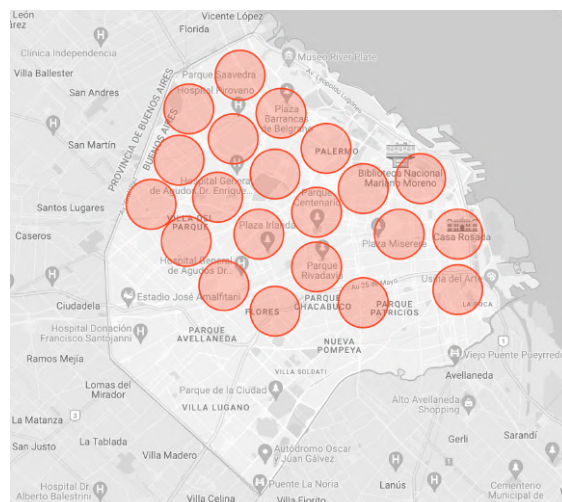 León
Vicente López
Florida
Clínica Independencia
Museo River Plate
Villa Ballester
Parque Saavedra
Av. Leopoldo Lugones
San Andres
Hospital Pirovano
PROVINCIA DE BUENOS AIRES
BUENOS AIRES
Plaza
Barrancas
de Belgrano
San Martín
PALERMO
Biblioteca Nacional
Mariano Moreno
Hospital General
de Agudos Dr. Enrique...
Parque
Centenario
Santos Lugares
VILLA DEL
PARQUE
Plaza Irlanda
Plaza Miserere
Casa Rosada
Caseros
Hospital General
de Agudos Dr...
Parque
Rivadavia
Usina del Arte
Av 25 de Mayo
Ciudadela
Estadio José Amalfitani
FLORES
PARQUE
CHACABUCO
PARQUE
PATRICIOS
LA BOCA
Hospital Donación
Francisco Santojanni
PARQUE
AVELLANEDA
NUEVA
POMPEYA
Viejo Puente Pueyrredó
Ramos Mejía
VILLA SOLDATI
Avellaneda
Lomas del
Mirador
Parque de la Ciudad
Alto Avellaneda
Shopping
VILLA LUGANO
La Matanza
3
San Justo
La Tablada
Gerli
Sarandí
Villa Madero
Autódromo Oscar
y Juan Gálvez
Hospital Dr.
Alberto Balestrini
Puente La Noria
Lanús
Cementerio
Municipal de
Villa Celina
Villa Fiorito